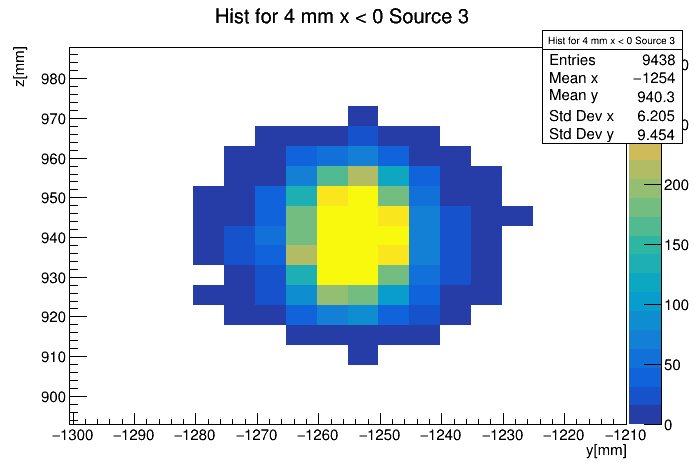 Hist for 4 mm x < 0 Source 3
z[mm]
Hist for 4 mm x < 0 Source 3
Entries 9438
Mean x −1254
Mean y 940.3
Std Dev x 6.205
Std Dev y 9.454
980
970
960
950
940
930
920
910
900
200
150
100
50
0
−1300 −1290 −1280 −1270 −1260 −1250 −1240 −1230 −1220 −1210
y[mm]